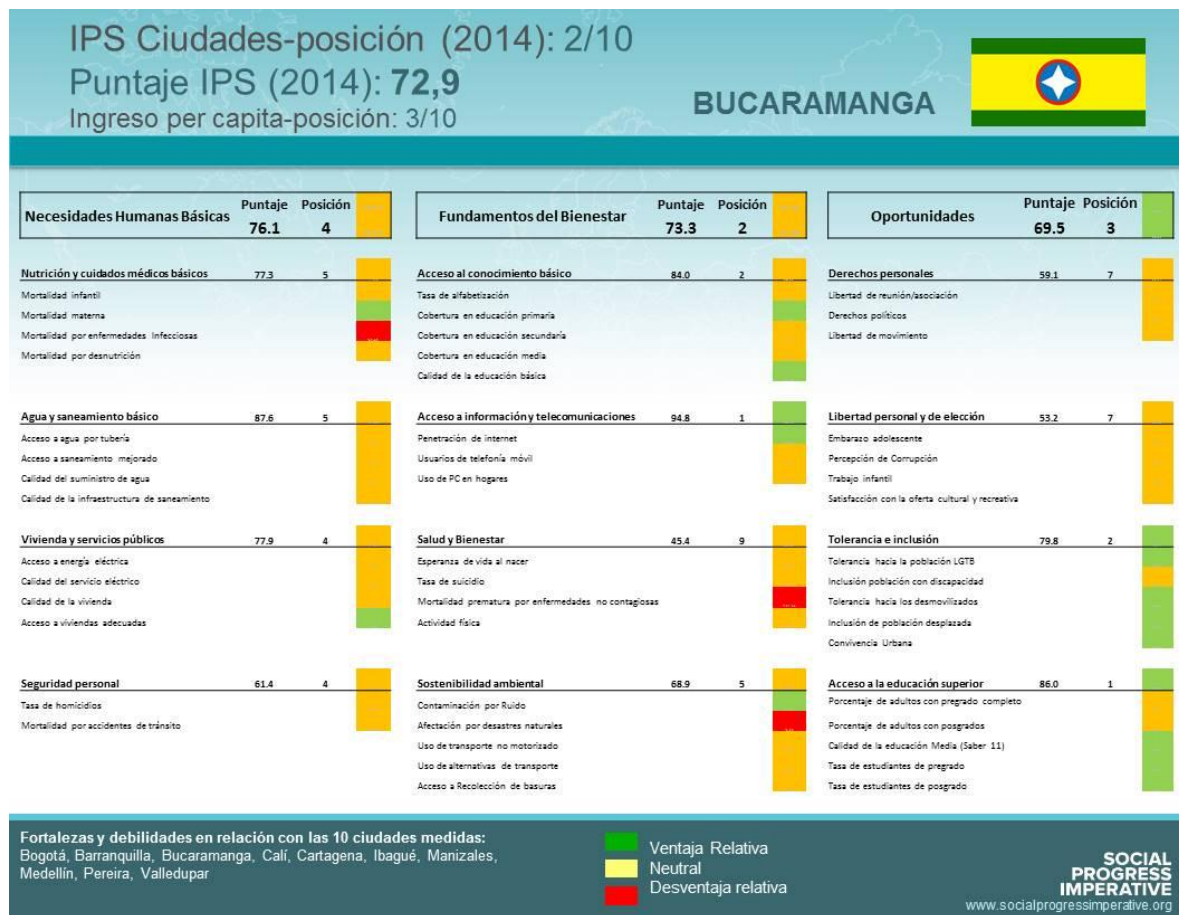 IPS Ciudades-posición (2014): 2/10
Puntaje IPS (2014): 72,9
Ingreso per capita-posición: 3/10
BUCARAMANGA
Necesidades Humanas Básicas Puntaje Posición
76.1 4
Nutrición y cuidados médicos básicos 77.3 5
Mortalidad infantil
Mortalidad materna
Mortalidad por enfermedades Infecciosas
Mortalidad por desnutrición
Agua y saneamiento básico 87.6 5
Acceso a agua por tubería
Acceso a saneamiento mejorado
Calidad del suministro de agua
Calidad de la infraestructura de saneamiento
Vivienda y servicios públicos 77.9 4
Acceso a energía eléctrica
Calidad del servicio eléctrico
Calidad de la vivienda
Acceso a viviendas adecuadas
Seguridad personal 61.4 4
Tasa de homicidios
Mortalidad por accidentes de tránsito
Fundamentos del Bienestar Puntaje Posición
73.3 2
Acceso al conocimiento básico 84.0 2
Tasa de alfabetización
Cobertura en educación primaria
Cobertura en educación secundaría
Cobertura en educación media
Calidad de la educación básica
Acceso a información y telecomunicaciones 94.8 1
Penetración de internet
Usuarios de telefonía móvil
Uso de PC en hogares
Salud y Bienestar 45.4 9
Esperanza de vida al nacer
Tasa de suicidio
Mortalidad prematura por enfermedades no contagiosas
Actividad física
Sostenibilidad ambiental 68.9 5
Contaminación por Ruido
Afectación por desastres naturales
Uso de transporte no motorizado
Uso de alternativas de transporte
Acceso a Recolección de basuras
Oportunidades Puntaje Posición
69.5 3
Derechos personales 59.1 7
Libertad de reunión/asociación
Derechos políticos
Libertad de movimiento
Libertad personal y de elección 53.2 7
Embarazo adolescente
Percepción de Corrupción
Trabajo infantil
Satisfacción con la oferta cultural y recreativa
Tolerancia e inclusión 79.8 2
Tolerancia hacia la población LGTB
Inclusión población con discapacidad
Tolerancia hacia los desmovilizados
Inclusión de población desplazada
Convivencia Urbana
Acceso a la educación superior 86.0 1
Porcentaje de adultos con pregrado completo
Porcentaje de adultos con posgrados
Calidad de la educación Media (Saber 11)
Tasa de estudiantes de pregrado
Tasa de estudiantes de posgrado
Fortalezas y debilidades en relación con las 10 ciudades medidas:
Bogotá, Barranquilla, Bucaramanga, Calí, Cartagena, Ibagué, Manizales,
Medellín, Pereira, Valledupar
Ventaja Relativa
Neutral
Desventaja relativa
SOCIAL
PROGRESS
IMPERATIVE
www.socialprogressimperative.org